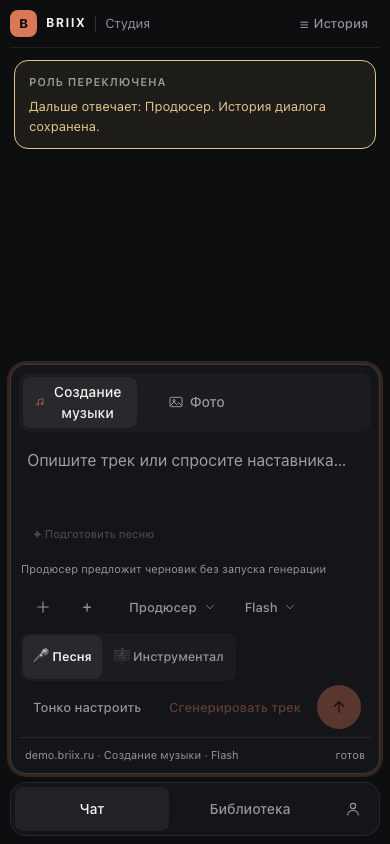 B BRIIX Студия История
РОЛЬ ПЕРЕКЛЮЧЕНА
Дальше отвечает: Продюсер. История диалога
сохранена.
Создание
музыки
Фото
Опишите трек или спросите наставника...
Подготовить песню
Продюсер предложит черновик без запуска генерации
Продюсер Flash
Песня Инструментал
Тонко настроить Сгенерировать трек
demo.briix.ru · Создание музыки · Flash готов
Чат Библиотека